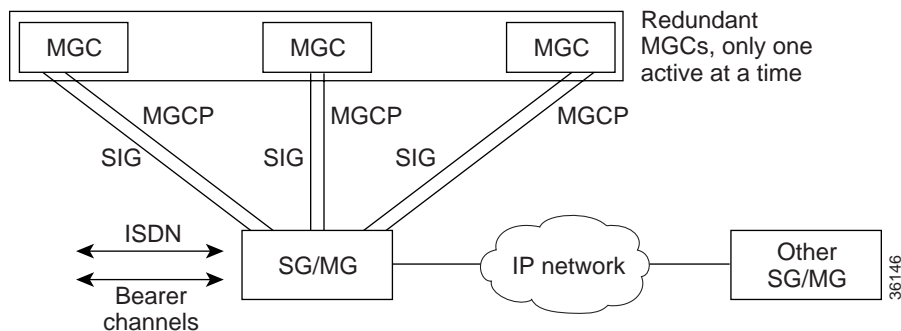 MGC
MGC
MGC
Redundant
MGCs, only one
active at a time
MGCP
MGCP
MGCP
SIG
SIG
SIG
ISDN
Bearer
channels
SG/MG
IP network
Other
SG/MG
36146